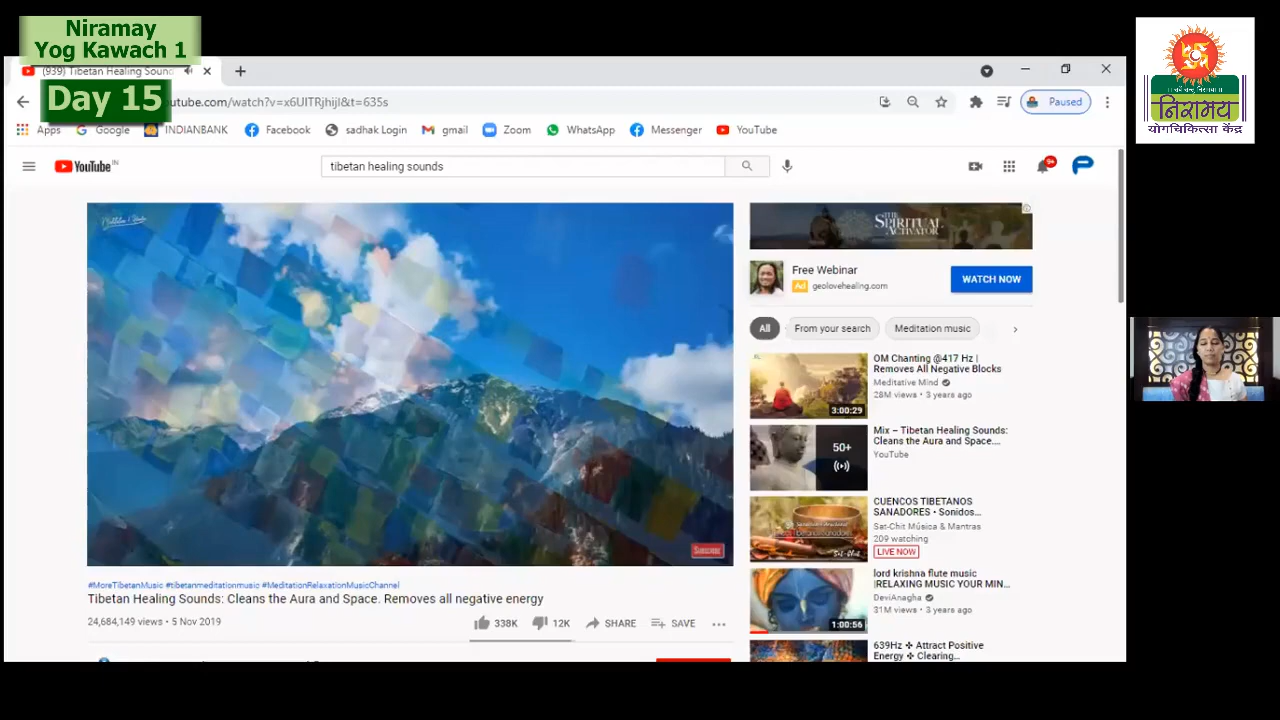 Niramay
Yog Kawach 1
Day 15
(939) Tibetan Healing Sound
utube.com/watch?v=x6UITRjhijI&t=635s
Paused
Apps
Google
INDIANBANK
Facebook
sadhak Login
gmail
Zoom
WhatsApp
Messenger
YouTube
YouTube IN
tibetan healing sounds
9+
SUBSCRIBE
#MoreTibetanMusic #tibetanmeditationmusic #MeditationRelaxationMusicChannel
Tibetan Healing Sounds: Cleans the Aura and Space. Removes all negative energy
24,684,149 views • 5 Nov 2019
338K
12K
SHARE
SAVE
THE
SPIRITUAL
ACTIVATOR
Free Webinar
Ad geolovehealing.com
WATCH NOW
All
From your search
Meditation music
OM Chanting @417 Hz |
Removes All Negative Blocks
Meditative Mind
28M views • 3 years ago
3:00:29
Mix – Tibetan Healing Sounds:
Cleans the Aura and Space....
YouTube
50+
CUENCOS TIBETANOS
SANADORES • Sonidos...
Sat-Chit Música & Mantras
209 watching
LIVE NOW
lord krishna flute music
|RELAXING MUSIC YOUR MIN...
DeviAnagha
31M views • 3 years ago
1:00:56
639Hz ✤ Attract Positive
Energy ✤ Clearing...
निरामय
योगचिकित्सा केंद्र